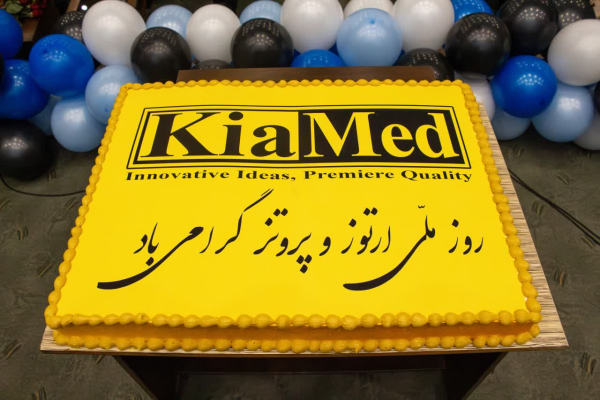 KiaMed
Innovative Ideas, Premiere Quality
روز ملّی ارتوز و پروتز گرامی باد